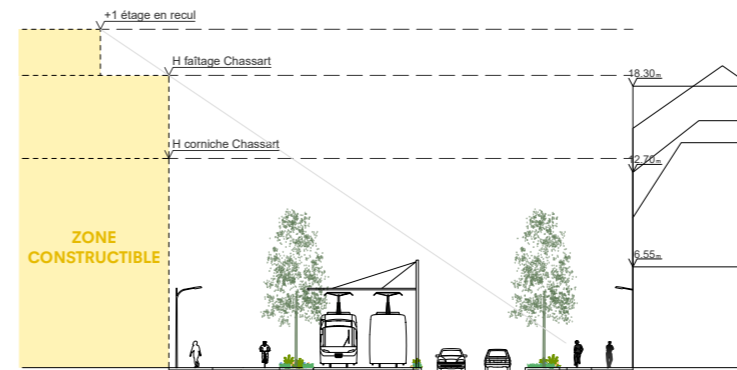 +1 étage en recul
H faîtage Chassart
18.30m
H corniche Chassart
12.70m
ZONE
CONSTRUCTIBLE
6.55m